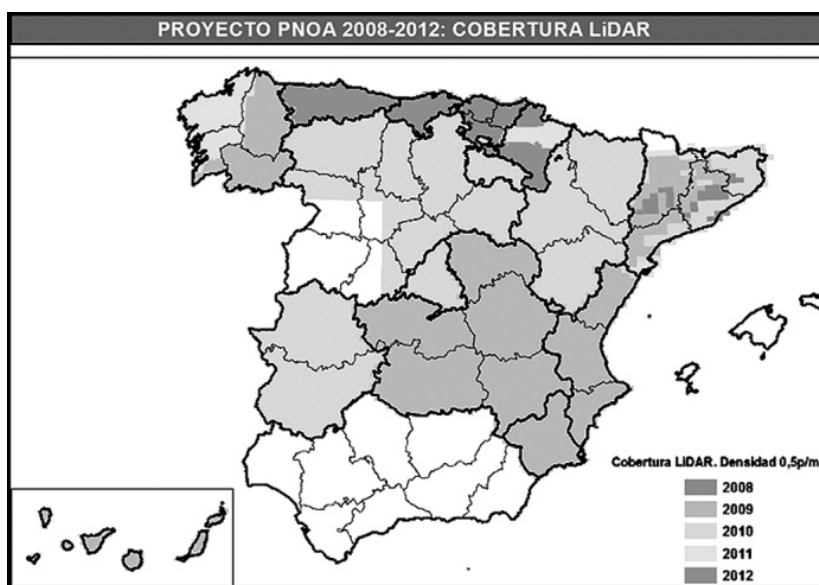 PROYECTO PNOA 2008-2012: COBERTURA LiDAR
Cobertura LiDAR. Densidad 0,5p/m
2008
2009
2010
2011
2012